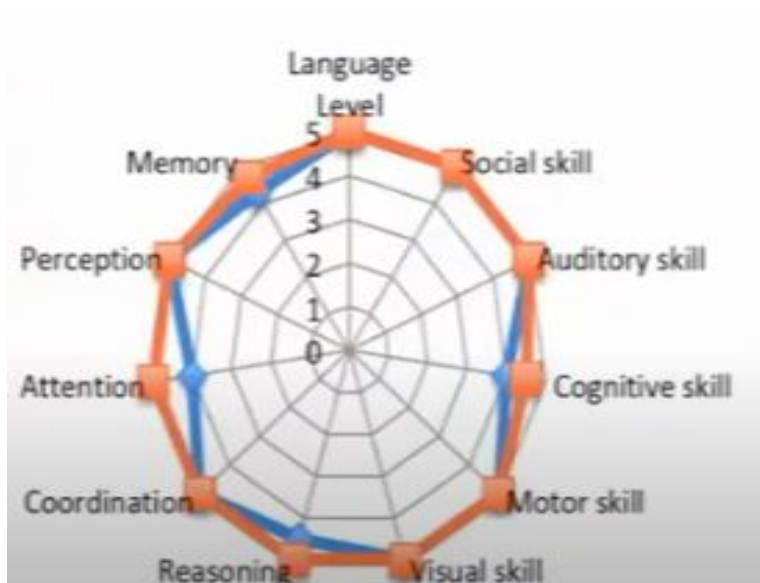 Language
Level
Memory
Social skill
Perception
Auditory skill
Attention
Cognitive skill
Coordination
Motor skill
Reasoning
Visual skill
5
4
3
2
1
0